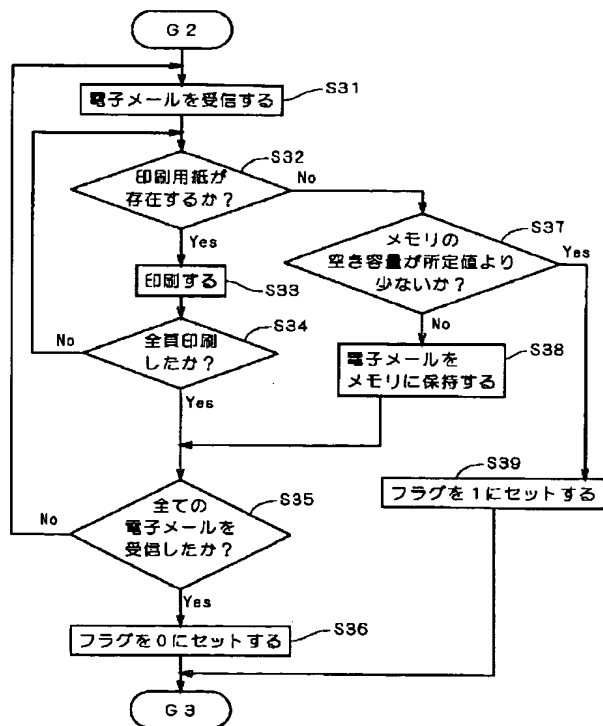 G2
電子メールを受信する
S31
印刷用紙が
存在するか？
S32
No
Yes
印刷する
S33
全頁印刷
したか？
S34
No
Yes
メモリの
空き容量が所定値より
少ないか？
S37
Yes
No
電子メールを
メモリに保持する
S38
フラグを1にセットする
S39
全ての
電子メールを
受信したか？
S35
No
Yes
フラグを0にセットする
S36
G3